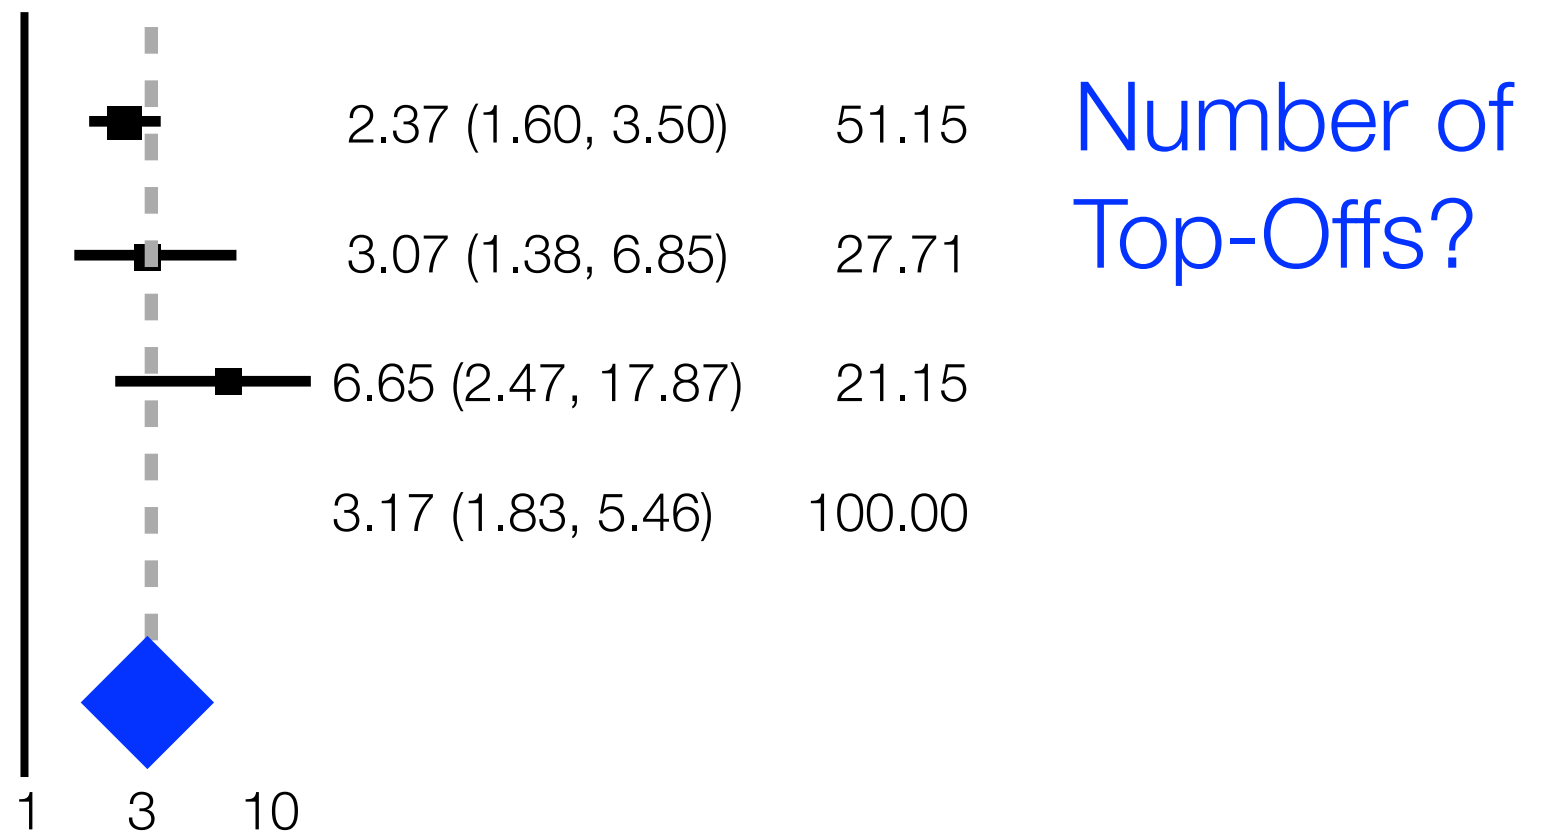 2.37 (1.60, 3.50) 51.15
3.07 (1.38, 6.85) 27.71
6.65 (2.47, 17.87) 21.15
3.17 (1.83, 5.46) 100.00
Number of
Top-Offs?
1 3 10